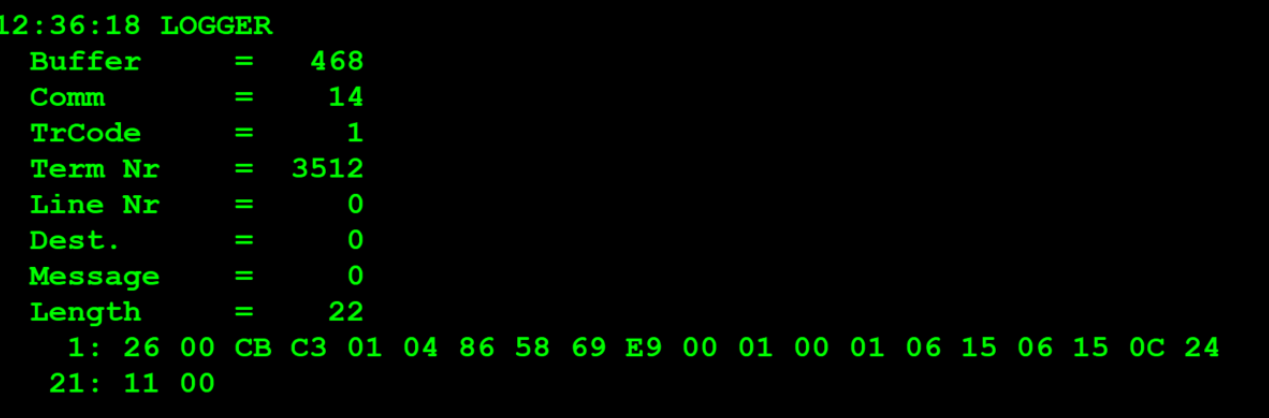 12:36:18 LOGGER
Buffer = 468
Comm = 14
TrCode = 1
Term Nr = 3512
Line Nr = 0
Dest. = 0
Message = 0
Length = 22
1: 26 00 CB C3 01 04 86 58 69 E9 00 01 00 01 06 15 06 15 0C 24
21: 11 00